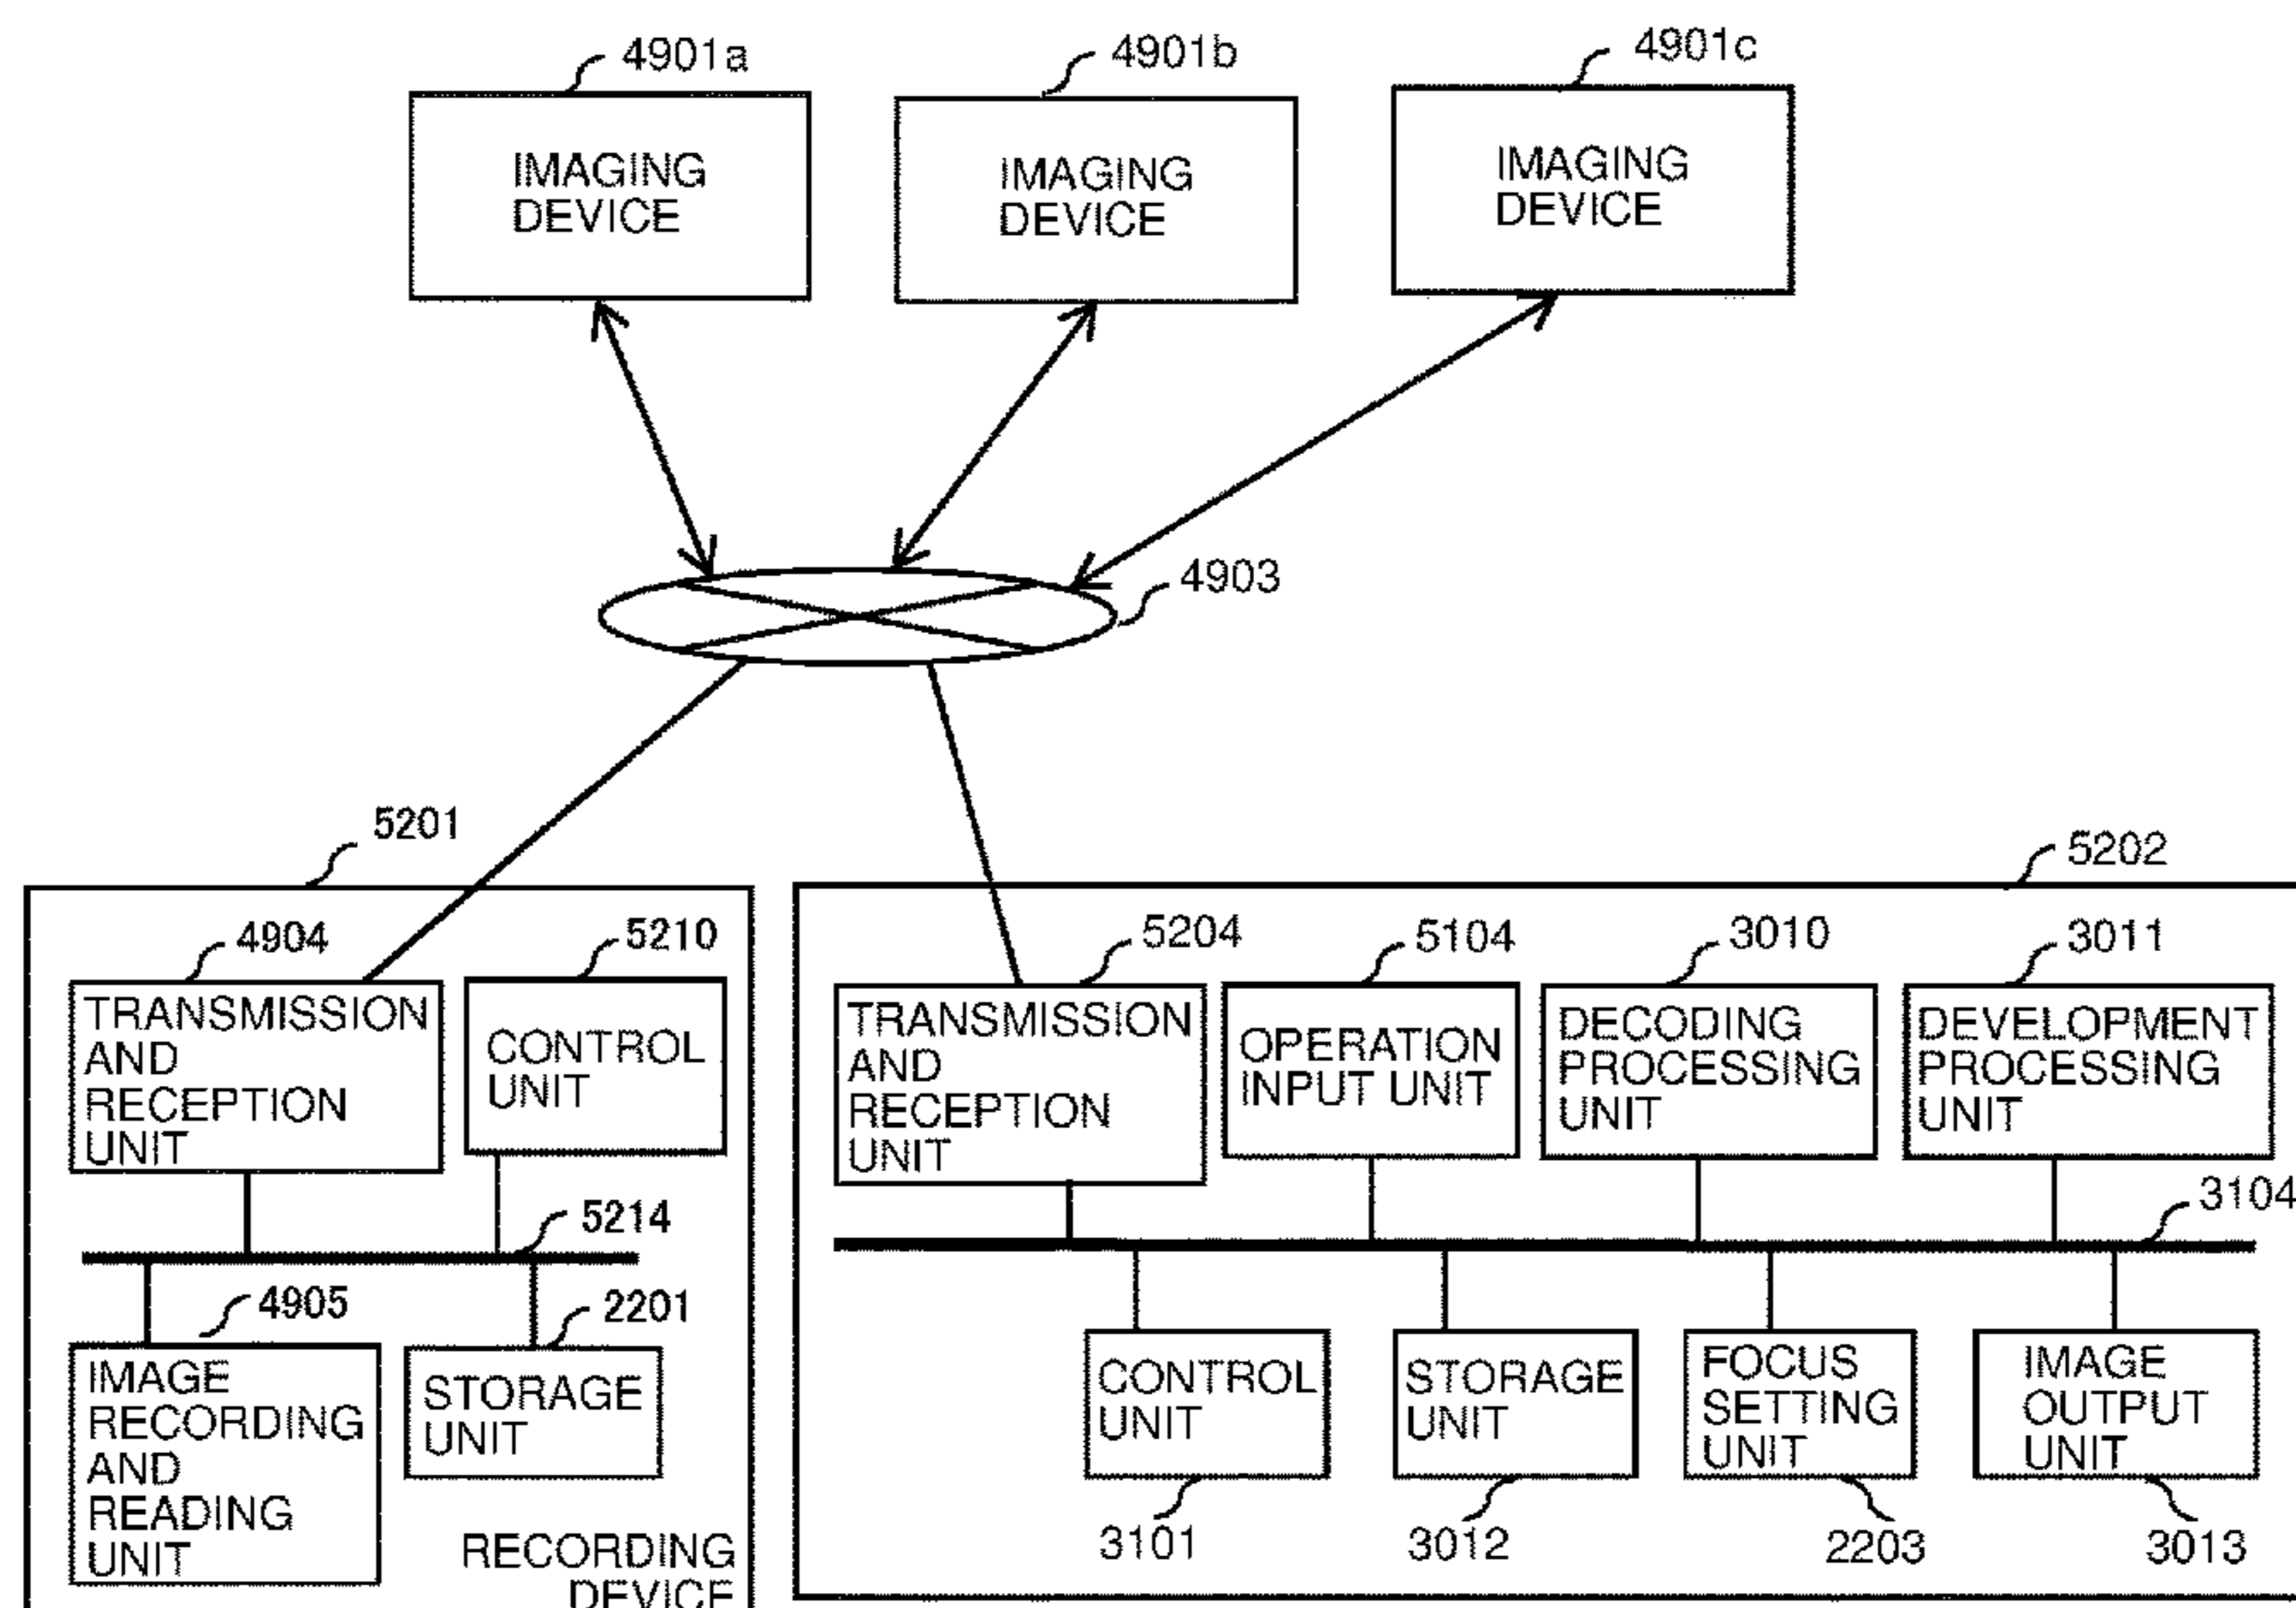 4901a
4901b
4901c
IMAGING
DEVICE
IMAGING
DEVICE
IMAGING
DEVICE
4903
5201
5202
4904
5210
TRANSMISSION
AND
RECEPTION
UNIT
CONTROL
UNIT
5214
4905
2201
IMAGE
RECORDING
AND
READING
UNIT
STORAGE
UNIT
RECORDING
DEVICE
5204
5104
3010
3011
TRANSMISSION
AND
RECEPTION
UNIT
OPERATION
INPUT UNIT
DECODING
PROCESSING
UNIT
DEVELOPMENT
PROCESSING
UNIT
3104
CONTROL
UNIT
STORAGE
UNIT
FOCUS
SETTING
UNIT
IMAGE
OUTPUT
UNIT
3101
3012
2203
3013